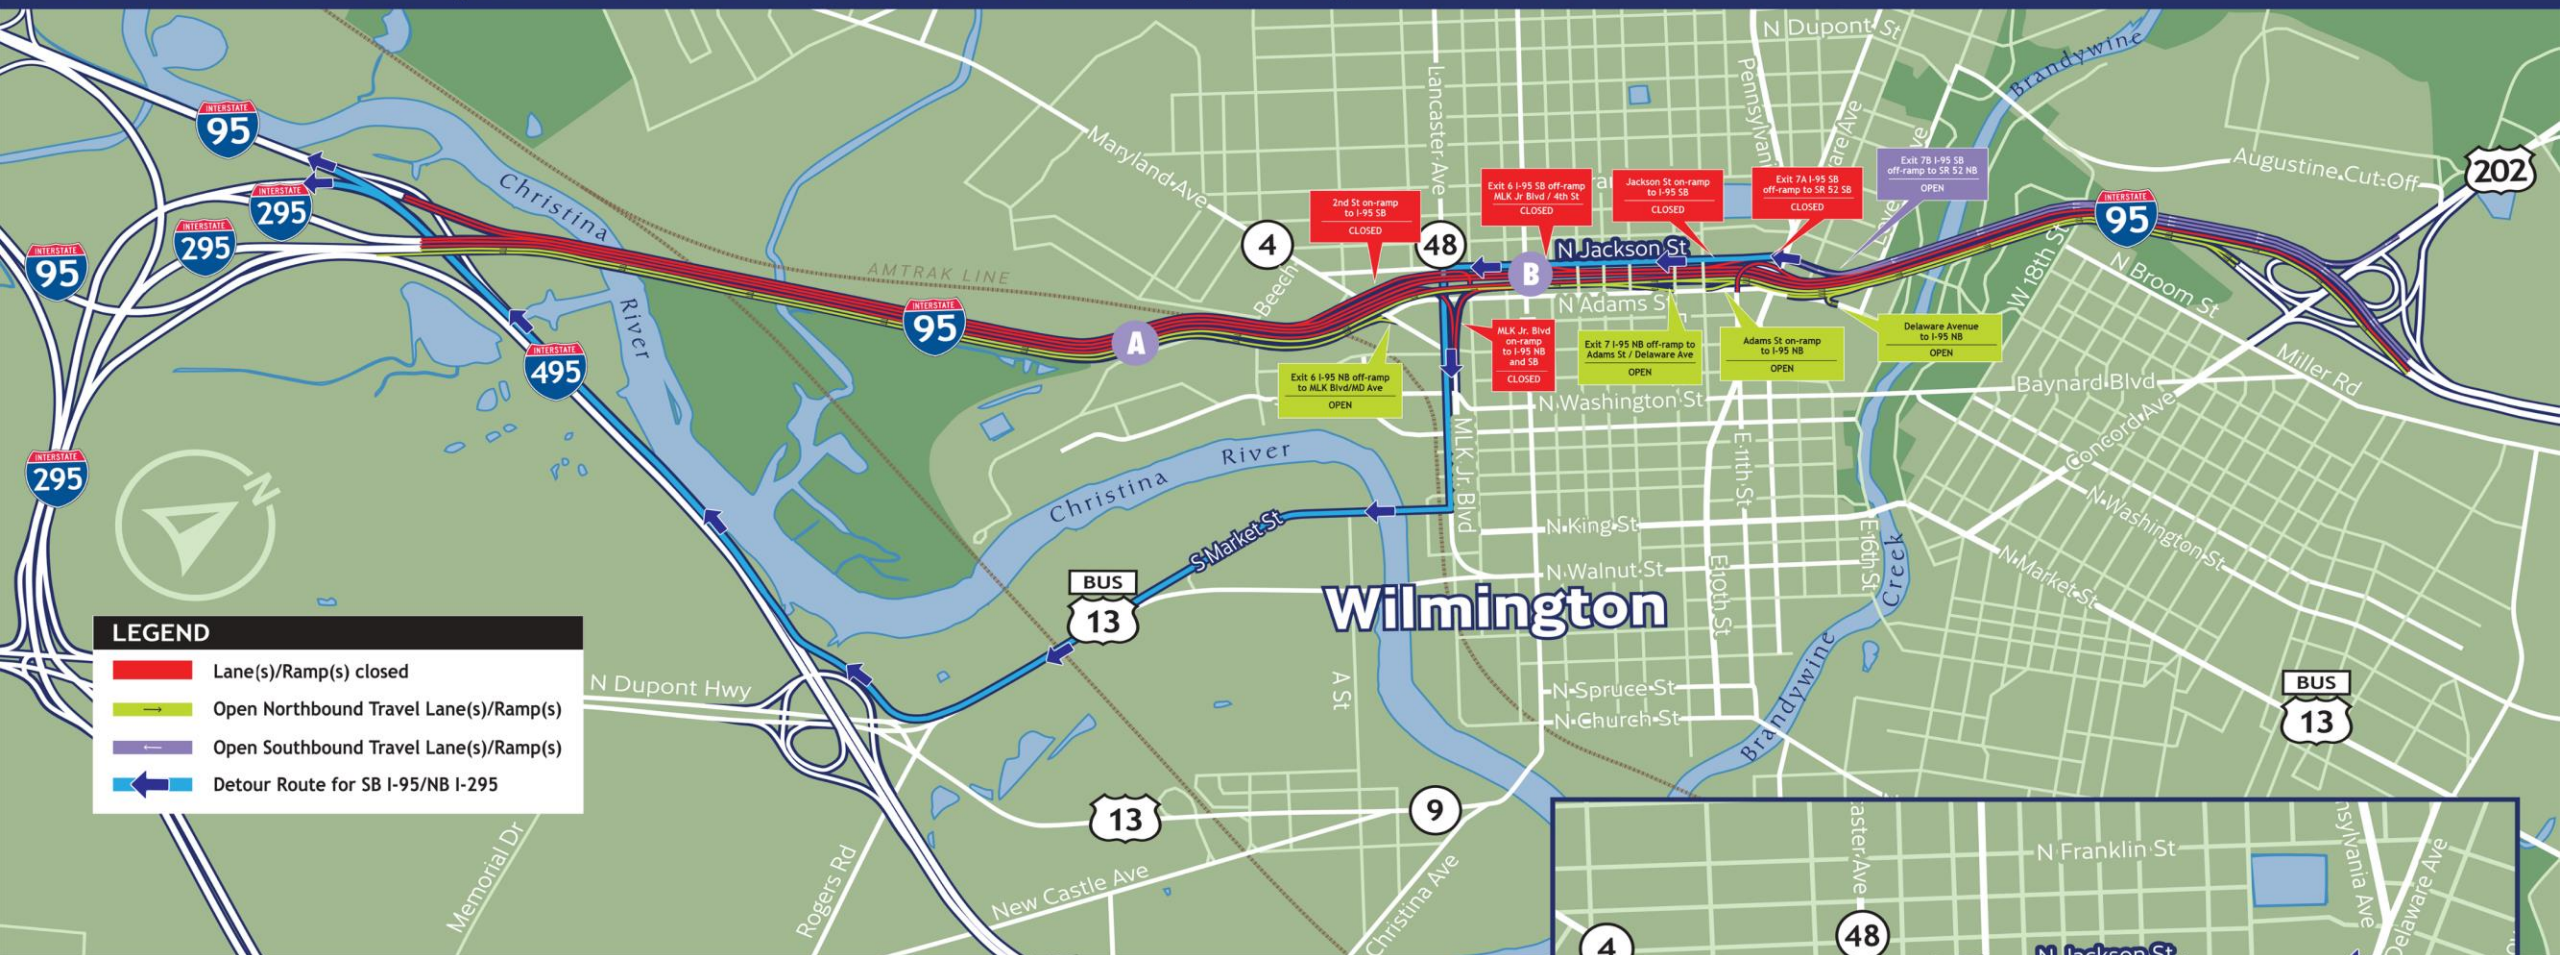 N Dupont St
Brandywine
INTERSTATE
95
Lancaster Ave
Maryland Ave
Augustine Cut-Off
202
Exit 7B I-95 SB
off-ramp to SR 52 NB
OPEN
Exit 7A I-95 SB
off-ramp to SR 52 SB
CLOSED
Jackson St on-ramp
to I-95 SB
CLOSED
Exit 6 I-95 SB off-ramp
MLK Jr Blvd / 4th St
CLOSED
2nd St on-ramp
to I-95 SB
CLOSED
INTERSTATE
295
INTERSTATE
295
INTERSTATE
95
Christina
River
AMTRAK LINE
4
48
B
N Jackson St
N Adams St
INTERSTATE
95
W 18th St
N Broom St
Beech
INTERSTATE
95
A
INTERSTATE
495
MLK Jr. Blvd
on-ramp
to I-95 NB
and SB
CLOSED
Exit 7 I-95 NB off-ramp to
Adams St / Delaware Ave
OPEN
Adams St on-ramp
to I-95 NB
OPEN
Delaware Avenue
to I-95 NB
OPEN
Exit 6 I-95 NB off-ramp
to MLK Blvd/MD Ave
OPEN
Miller Rd
Baynard Blvd
N Washington St
Concord Ave
INTERSTATE
295
N
Christina River
MLK Jr. Blvd
E 11th St
N Washington St
S Market St
N King St
E 16th St
Creek
N Market St
N Walnut St
E 10th St
BUS
13
Wilmington
Brandywine
A St
N Spruce St
N Church St
BUS
13
N Dupont Hwy
LEGEND
Lane(s)/Ramp(s) closed
Open Northbound Travel Lane(s)/Ramp(s)
Open Southbound Travel Lane(s)/Ramp(s)
Detour Route for SB I-95/NB I-295
13
9
Memorial Dr
Rogers Rd
New Castle Ave
Christina Ave
N Franklin St
Delaware Ave
4
48
N Jackson St